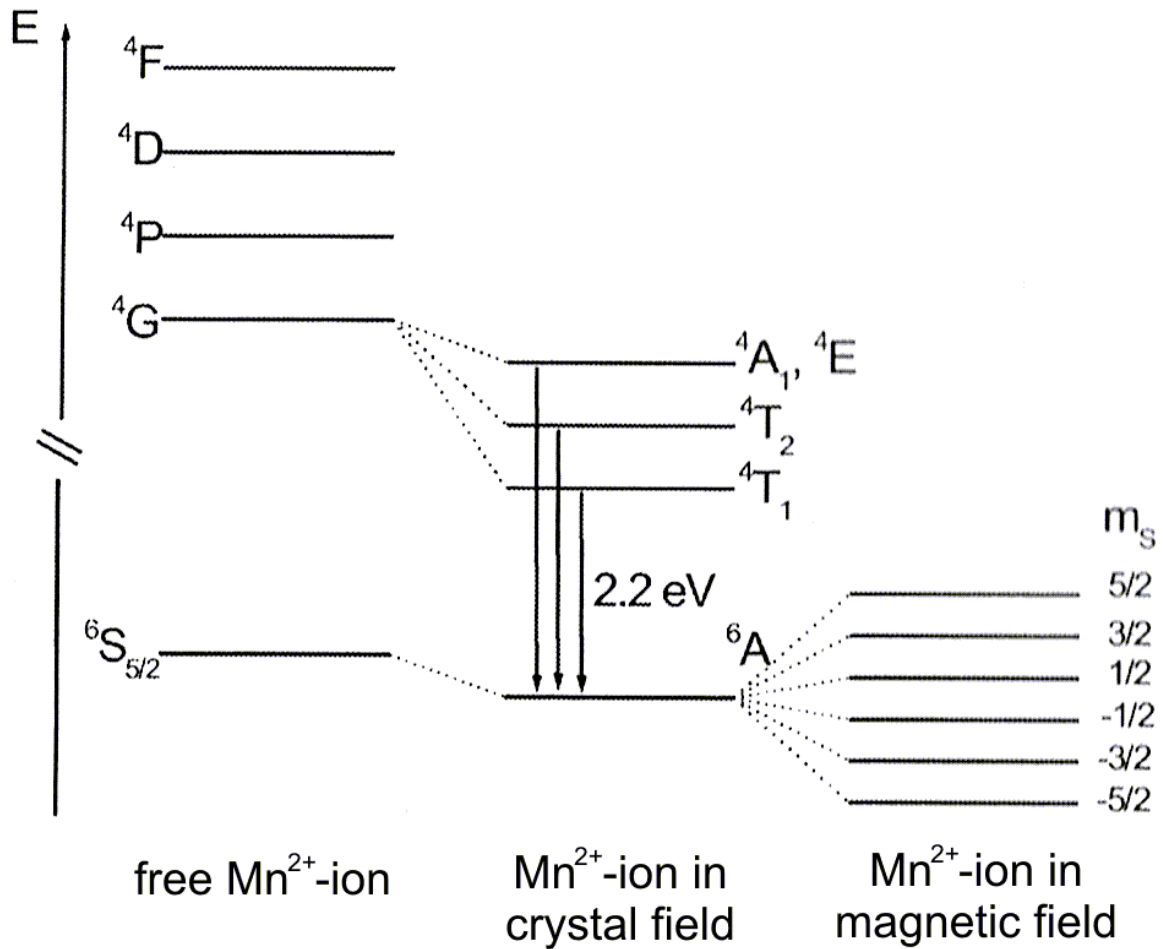 E
⁴F
⁴D
⁴P
⁴G
⁴A₁, ⁴E
⁴T₂
⁴T₁
2.2 eV
⁶S₅/₂
⁶A
mₛ
5/2
3/2
1/2
-1/2
-3/2
-5/2
free Mn²⁺-ion
Mn²⁺-ion in
crystal field
Mn²⁺-ion in
magnetic field